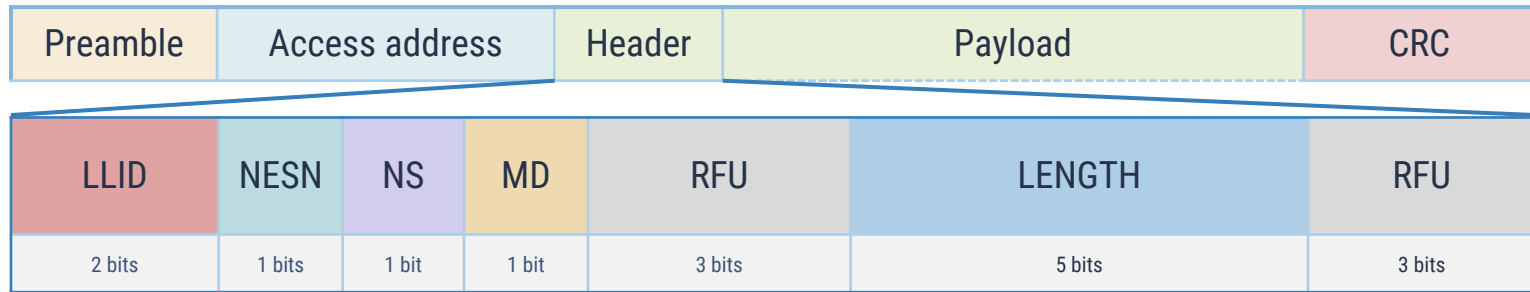 Preamble Access address Header Payload CRC
LLID NESN NS MD RFU LENGTH RFU
2 bits 1 bits 1 bit 1 bit 3 bits 5 bits 3 bits